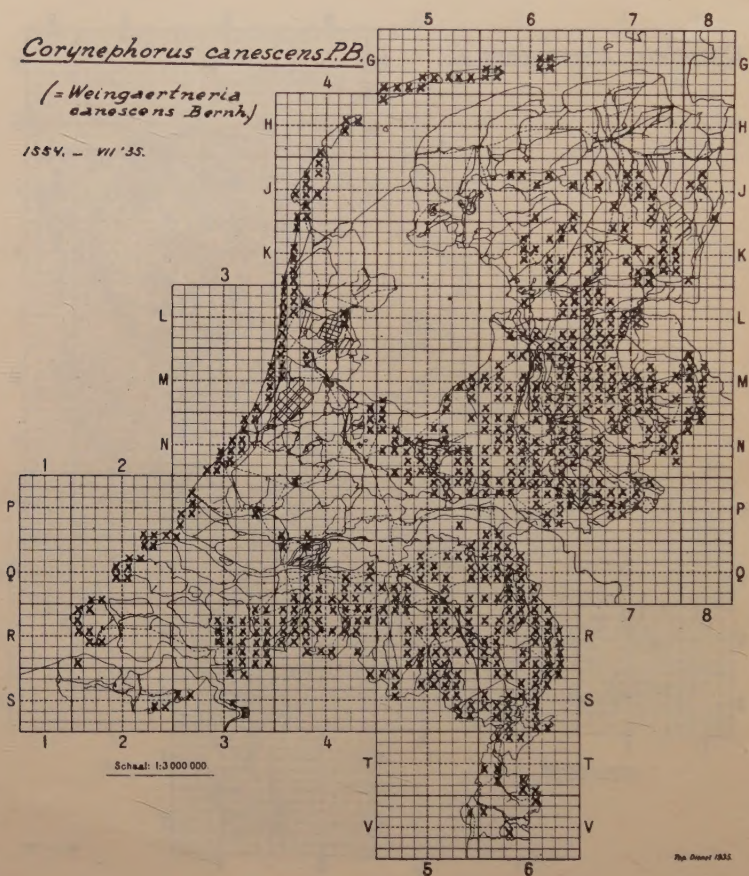 Corynephorus canescens P.B.
(= Weingaertneria
canescens Bernh.)
1554. – VII '35.
5 6 7 8
G G
4
H H
J J
K K
3
L L
M M
1 2
N N
P P
Q Q
7 8
R R
S S
1 2 3 4
Schaal: 1:3 000 000
T T
V V
5 6
Top. Dienst 1935.